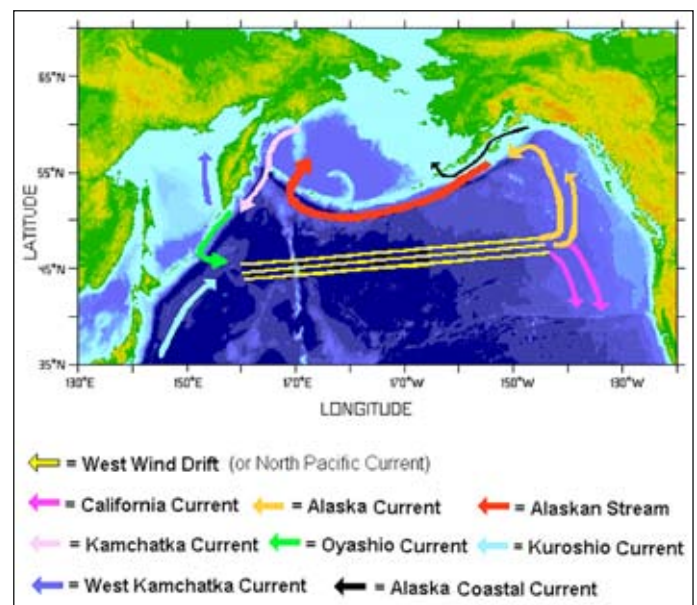 65°N
55°N
LATITUDE
45°N
35°N
130°E 150°E 170°E 170°W 150°W 130°W
LONGITUDE
= West Wind Drift (or North Pacific Current)
= California Current = Alaska Current = Alaskan Stream
= Kamchatka Current = Oyashio Current = Kuroshio Current
= West Kamchatka Current = Alaska Coastal Current